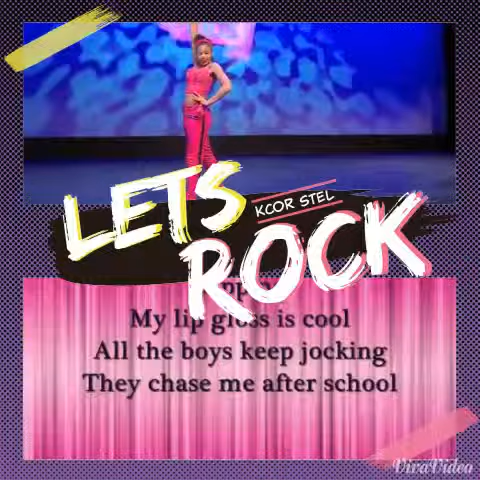 LETS
KCOR STEL
ROCK
My lip gloss is cool
All the boys keep jocking
They chase me after school
VivaVideo